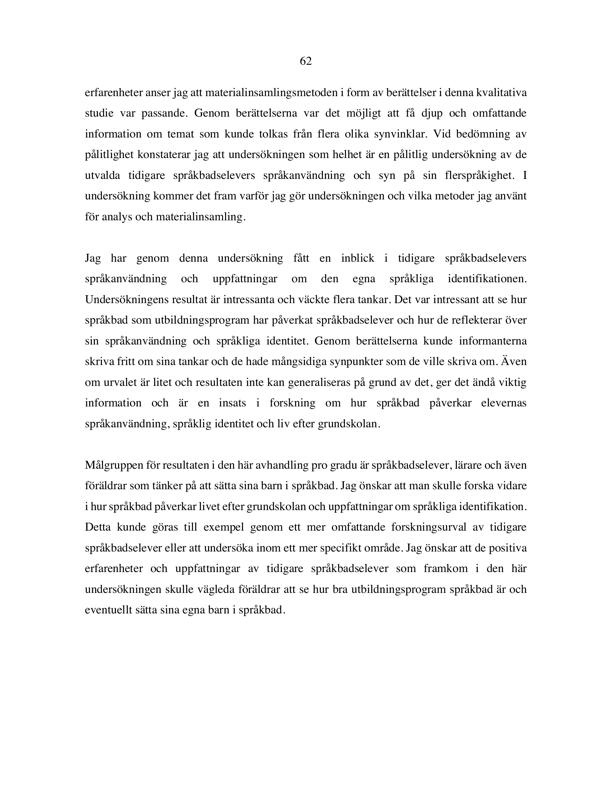 62
erfarenheter anser jag att materialinsamlingsmetoden i form av berättelser i denna kvalitativa
studie var passande. Genom berättelserna var det möjligt att få djup och omfattande
information om temat som kunde tolkas från flera olika synvinklar. Vid bedömning av
pålitlighet konstaterar jag att undersökningen som helhet är en pålitlig undersökning av de
utvalda tidigare språkbadselevers språkanvändning och syn på sin flerspråkighet. I
undersökning kommer det fram varför jag gör undersökningen och vilka metoder jag använt
för analys och materialinsamling.
Jag har genom denna undersökning fått en inblick i tidigare språkbadselevers
språkanvändning och uppfattningar om den egna språkliga identifikationen.
Undersökningens resultat är intressanta och väckte flera tankar. Det var intressant att se hur
språkbad som utbildningsprogram har påverkat språkbadselever och hur de reflekterar över
sin språkanvändning och språkliga identitet. Genom berättelserna kunde informanterna
skriva fritt om sina tankar och de hade mångsidiga synpunkter som de ville skriva om. Även
om urvalet är litet och resultaten inte kan generaliseras på grund av det, ger det ändå viktig
information och är en insats i forskning om hur språkbad påverkar elevernas
språkanvändning, språklig identitet och liv efter grundskolan.
Målgruppen för resultaten i den här avhandling pro gradu är språkbadselever, lärare och även
föräldrar som tänker på att sätta sina barn i språkbad. Jag önskar att man skulle forska vidare
i hur språkbad påverkar livet efter grundskolan och uppfattningar om språkliga identifikation.
Detta kunde göras till exempel genom ett mer omfattande forskningsurval av tidigare
språkbadselever eller att undersöka inom ett mer specifikt område. Jag önskar att de positiva
erfarenheter och uppfattningar av tidigare språkbadselever som framkom i den här
undersökningen skulle vägleda föräldrar att se hur bra utbildningsprogram språkbad är och
eventuellt sätta sina egna barn i språkbad.